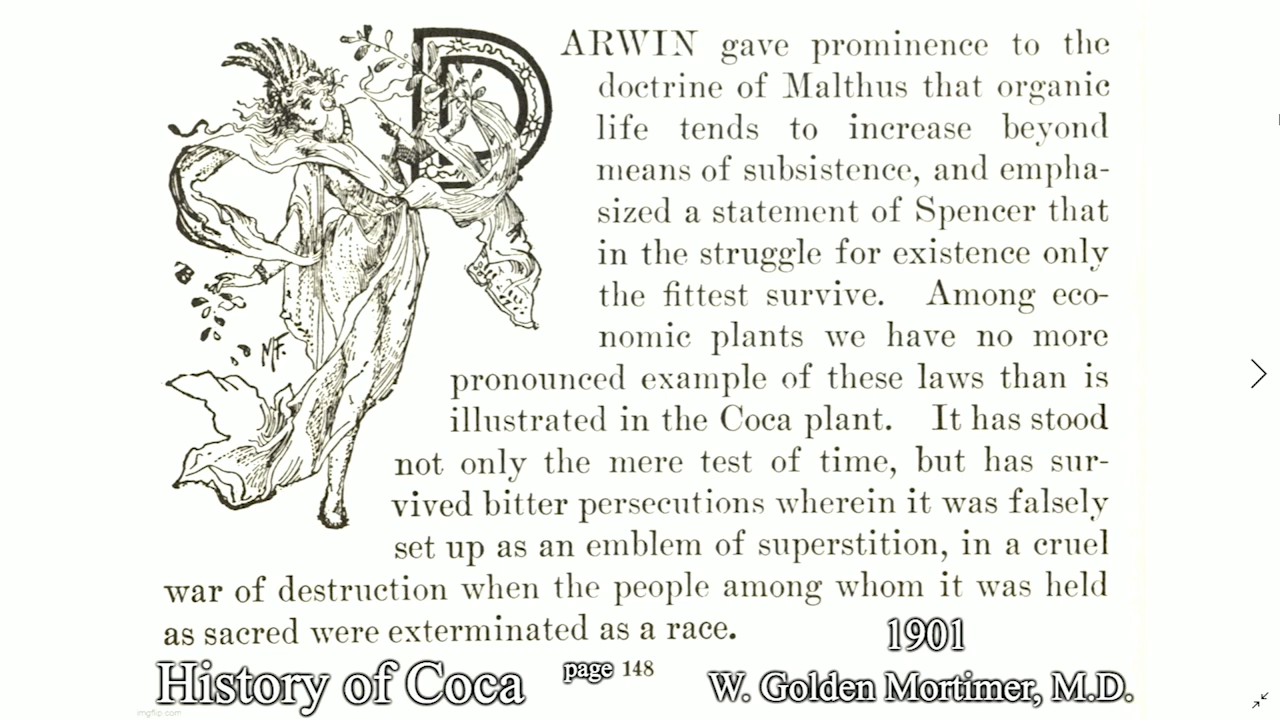 DARWIN gave prominence to the
doctrine of Malthus that organic
life tends to increase beyond
means of subsistence, and empha-
sized a statement of Spencer that
in the struggle for existence only
the fittest survive. Among eco-
nomic plants we have no more
pronounced example of these laws than is
illustrated in the Coca plant. It has stood
not only the mere test of time, but has sur-
vived bitter persecutions wherein it was falsely
set up as an emblem of superstition, in a cruel
war of destruction when the people among whom it was held
as sacred were exterminated as a race.
MF.
1901
History of Coca
page 148
W. Golden Mortimer, M.D.
imgflip.com